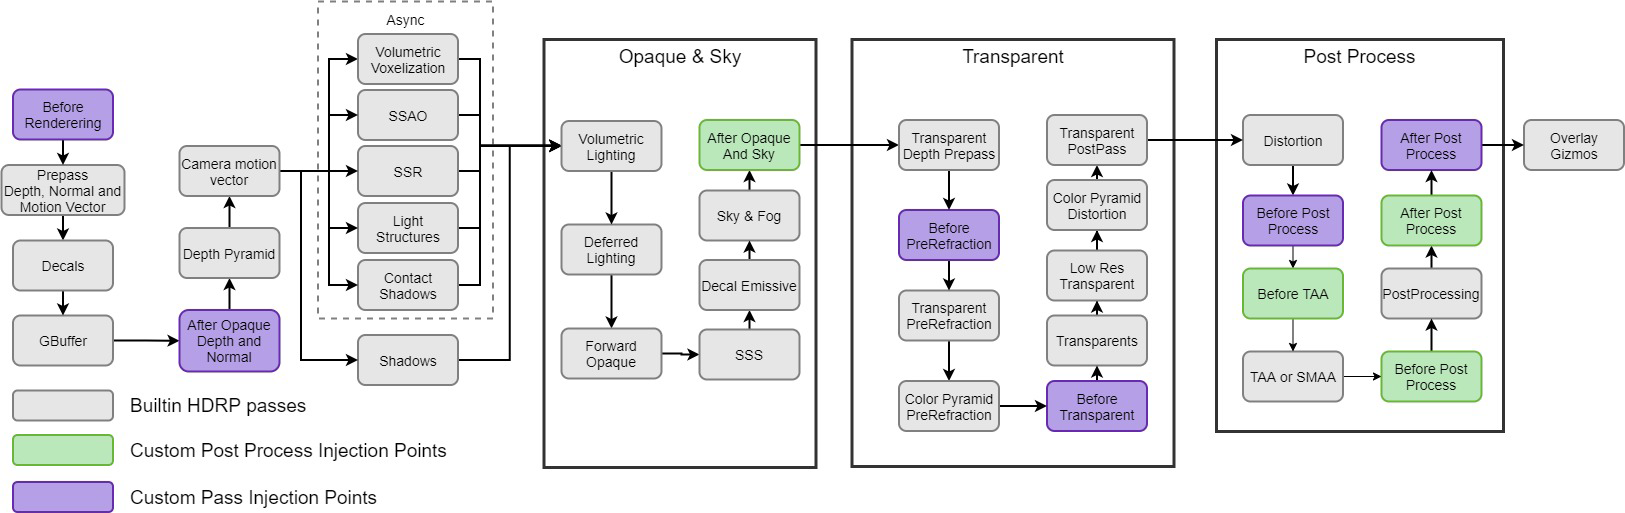 Before
Renderering
Prepass
Depth, Normal and
Motion Vector
Decals
GBuffer
After Opaque
Depth and
Normal
Depth Pyramid
Camera motion
vector
Async
Volumetric
Voxelization
SSAO
SSR
Light
Structures
Contact
Shadows
Shadows
Opaque & Sky
Volumetric
Lighting
Deferred
Lighting
Forward
Opaque
SSS
Decal Emissive
Sky & Fog
After Opaque
And Sky
Transparent
Transparent
Depth Prepass
Before
PreRefraction
Transparent
PreRefraction
Color Pyramid
PreRefraction
Before
Transparent
Transparents
Low Res
Transparent
Color Pyramid
Distortion
Transparent
PostPass
Post Process
Distortion
Before Post
Process
Before TAA
TAA or SMAA
Before Post
Process
PostProcessing
After Post
Process
After Post
Process
Overlay
Gizmos
Builtin HDRP passes
Custom Post Process Injection Points
Custom Pass Injection Points